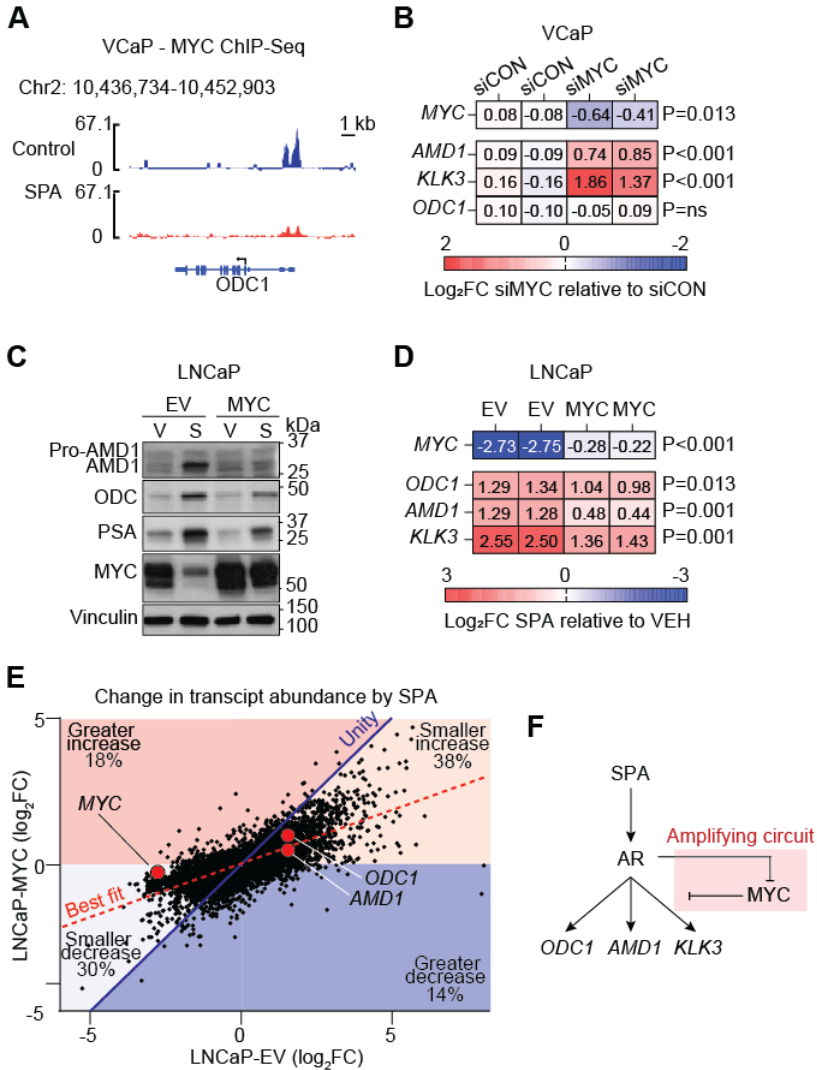 A
VCaP - MYC ChIP-Seq
Chr2: 10,436,734-10,452,903
67.1
1 kb
Control
0
SPA
67.1
0
ODC1
B
VCaP
siCON siCON siMYC siMYC
MYC 0.08 -0.08 -0.64 -0.41 P=0.013
AMD1 0.09 -0.09 0.74 0.85 P<0.001
KLK3 0.16 -0.16 1.86 1.37 P<0.001
ODC1 0.10 -0.10 -0.05 0.09 P=ns
2 0 -2
Log₂FC siMYC relative to siCON
C
LNCaP
EV MYC
V S V S kDa
Pro-AMD1 37
AMD1 25
ODC 50
PSA 37
25
MYC 50
Vinculin 150
100
D
LNCaP
EV EV MYC MYC
MYC -2.73 -2.75 -0.28 -0.22 P<0.001
ODC1 1.29 1.34 1.04 0.98 P=0.013
AMD1 1.29 1.28 0.48 0.44 P=0.001
KLK3 2.55 2.50 1.36 1.43 P=0.001
3 0 -3
Log₂FC SPA relative to VEH
E
Change in transcipt abundance by SPA
5
Greater
increase
18%
Unity
Smaller
increase
38%
MYC
0
ODC1
AMD1
Best fit
Smaller
decrease
30%
Greater
decrease
14%
-5
-5 0 5
LNCaP-MYC (log₂FC)
LNCaP-EV (log₂FC)
F
SPA
Amplifying circuit
AR
MYC
ODC1 AMD1 KLK3